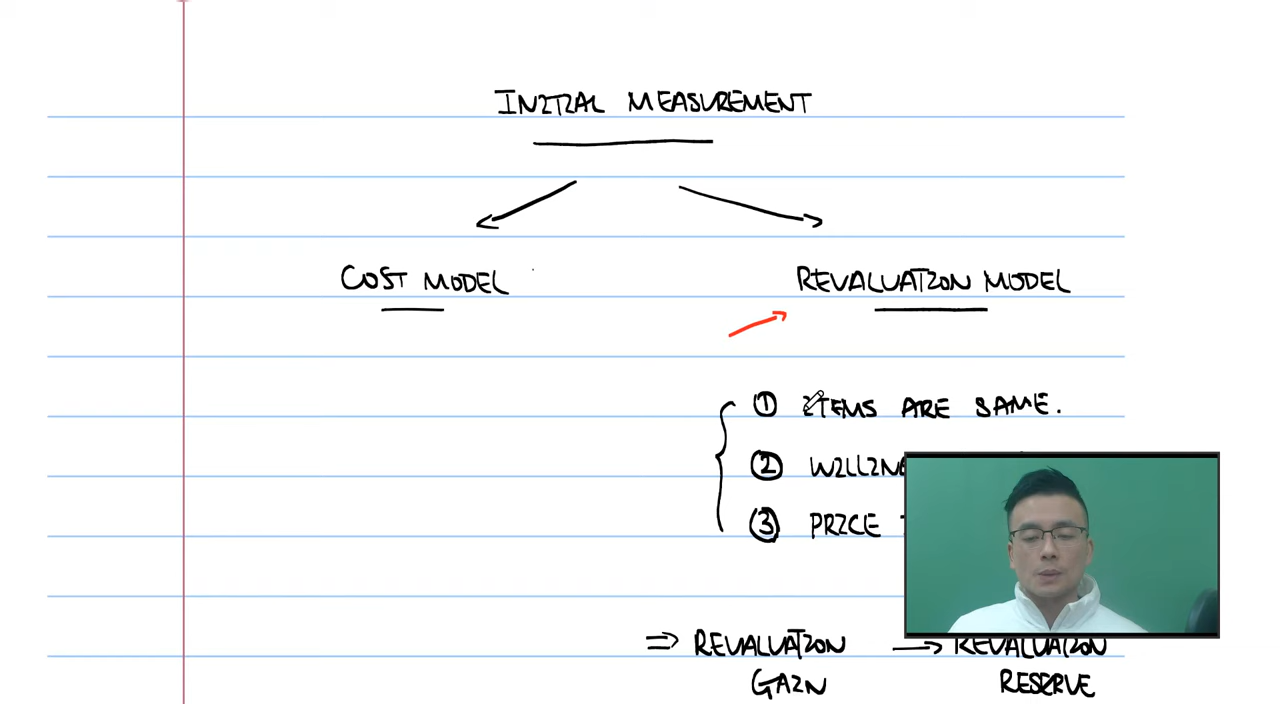 INITIAL MEASUREMENT
COST MODEL
REVALUATION MODEL
① ITEMS ARE SAME.
②
③ PRICE
⇒ REVALUATION GAIN
→ REVALUATION RESERVE